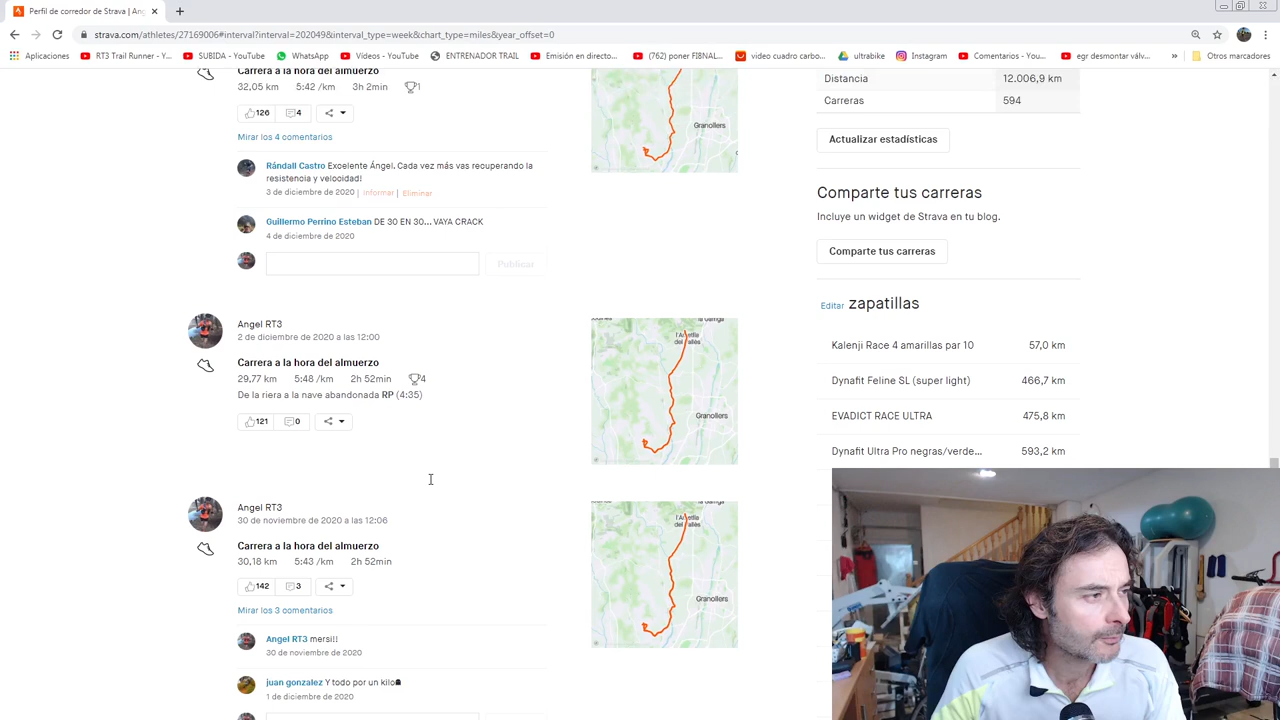 Perfil de corredor de Strava | Ang
strava.com/athletes/27169006#interval?interval=202049&interval_type=week&chart_type=miles&year_offset=0
Aplicaciones
RT3 Trail Runner - Y...
SUBIDA - YouTube
WhatsApp
Vídeos - YouTube
ENTRENADOR TRAIL
Emisión en directo...
(762) poner FI8NAL...
video cuadro carbo...
ultrabike
Instagram
Comentarios - You...
egr desmontar válv...
»
Otros marcadores
Carrera a la hora del almuerzo
32,05 km 5:42 /km 3h 2min 1
126 4
Mirar los 4 comentarios
Rándall Castro Excelente Ángel. Cada vez más vas recuperando la
resistencia y velocidad!
3 de diciembre de 2020 | Informar | Eliminar
Guillermo Perrino Esteban DE 30 EN 30... VAYA CRACK
4 de diciembre de 2020
Publicar
Granollers
Angel RT3
2 de diciembre de 2020 a las 12:00
Carrera a la hora del almuerzo
29,77 km 5:48 /km 2h 52min 4
De la riera a la nave abandonada RP (4:35)
121 0
la Garriga
l'Ametlla
del Vallès
Granollers
Angel RT3
30 de noviembre de 2020 a las 12:06
Carrera a la hora del almuerzo
30,18 km 5:43 /km 2h 52min
142 3
Mirar los 3 comentarios
Angel RT3 mersi!!
30 de noviembre de 2020
juan gonzalez Y todo por un kilo
1 de diciembre de 2020
l'Ametlla
del Vallès
Granollers
Distancia 12.006,9 km
Carreras 594
Actualizar estadísticas
Comparte tus carreras
Incluye un widget de Strava en tu blog.
Comparte tus carreras
Editar zapatillas
Kalenji Race 4 amarillas par 10 57,0 km
Dynafit Feline SL (super light) 466,7 km
EVADICT RACE ULTRA 475,8 km
Dynafit Ultra Pro negras/verde... 593,2 km